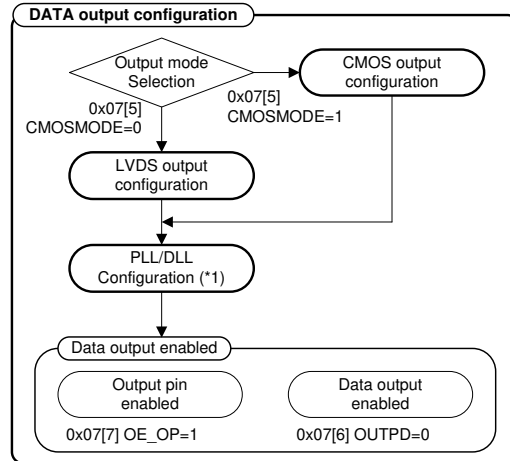 DATA output configuration
Output mode
Selection
CMOS output
configuration
0x07[5]
CMOSMODE=1
0x07[5]
CMOSMODE=0
LVDS output
configuration
PLL/DLL
Configuration (*1)
Data output enabled
Output pin
enabled
Data output
enabled
0x07[7] OE_OP=1
0x07[6] OUTPD=0